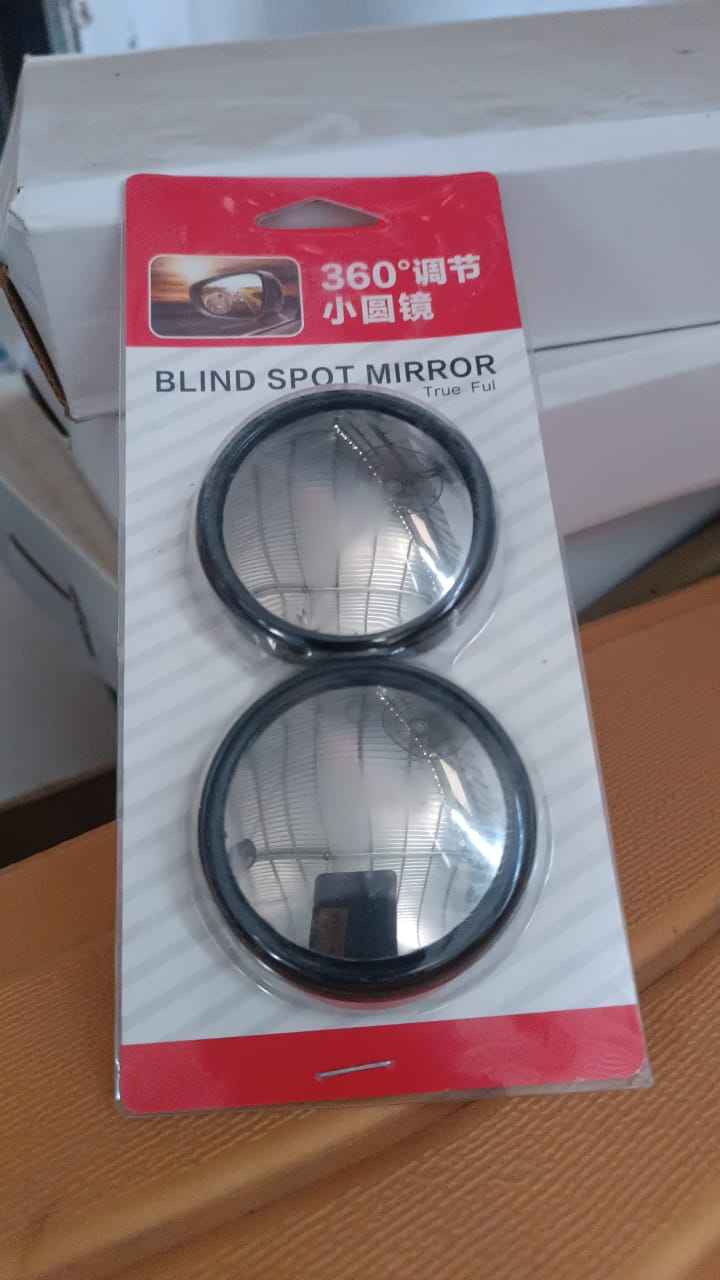 360°调节
小圆镜
BLIND SPOT MIRROR
True Ful